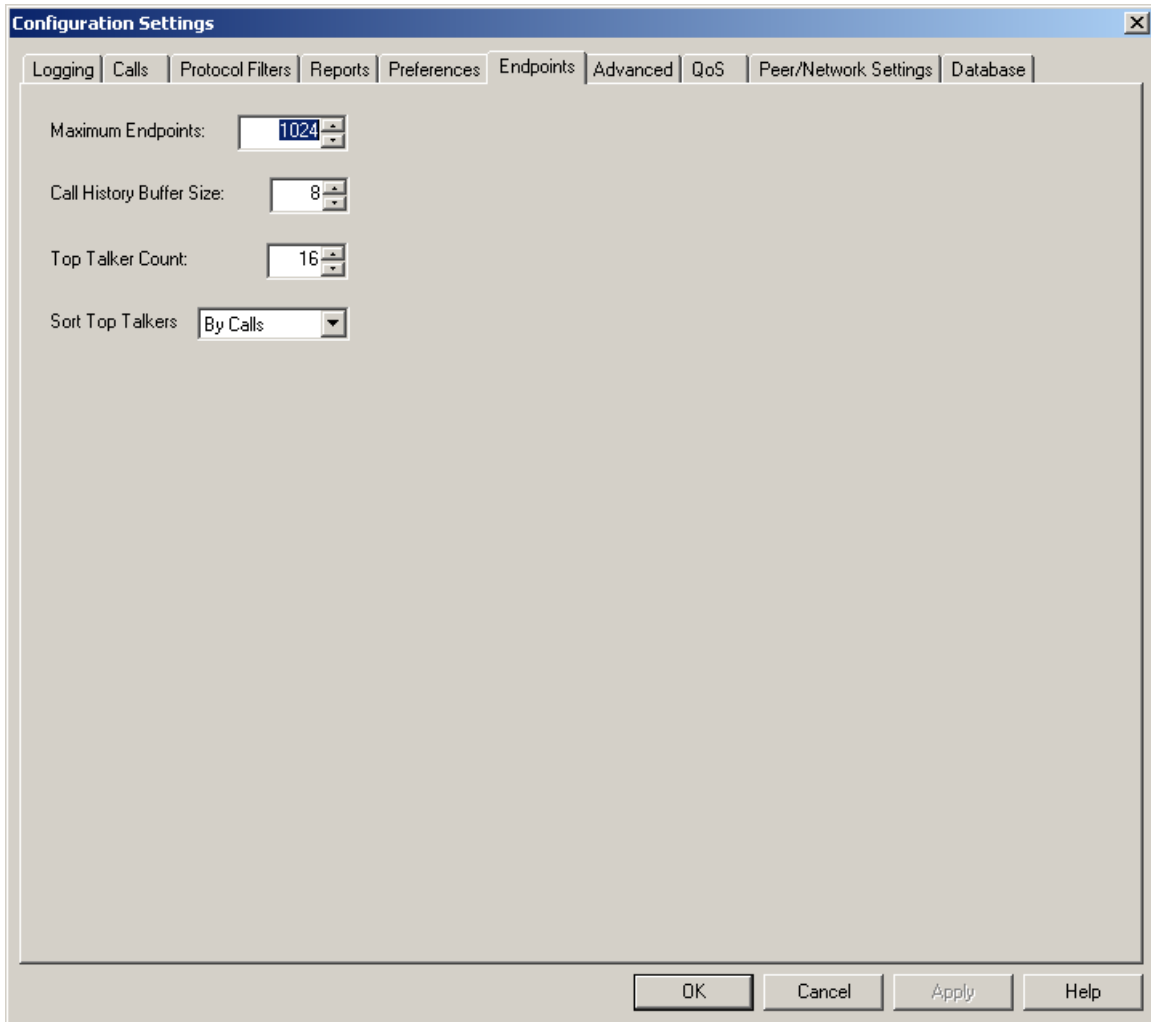 Configuration Settings
Logging Calls Protocol Filters Reports Preferences Endpoints Advanced QoS Peer/Network Settings Database
Maximum Endpoints: 1024
Call History Buffer Size: 8
Top Talker Count: 16
Sort Top Talkers By Calls
OK Cancel Apply Help